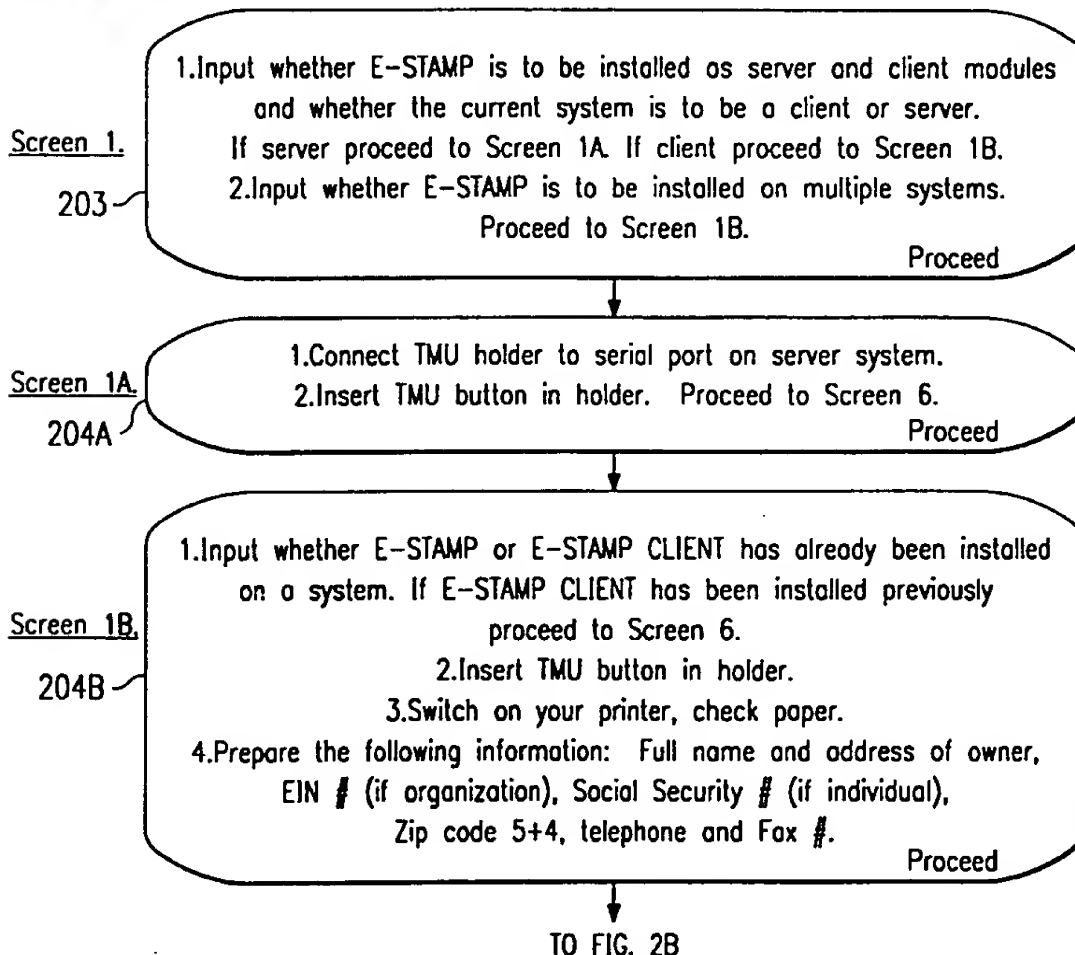 Screen 1.
203
1.Input whether E-STAMP is to be installed as server and client modules
and whether the current system is to be a client or server.
If server proceed to Screen 1A. If client proceed to Screen 1B.
2.Input whether E-STAMP is to be installed on multiple systems.
Proceed to Screen 1B.
Proceed
Screen 1A.
204A
1.Connect TMU holder to serial port on server system.
2.Insert TMU button in holder. Proceed to Screen 6.
Proceed
Screen 1B.
204B
1.Input whether E-STAMP or E-STAMP CLIENT has already been installed
on a system. If E-STAMP CLIENT has been installed previously
proceed to Screen 6.
2.Insert TMU button in holder.
3.Switch on your printer, check paper.
4.Prepare the following information: Full name and address of owner,
EIN # (if organization), Social Security # (if individual),
Zip code 5+4, telephone and Fax #.
Proceed
TO FIG. 2B